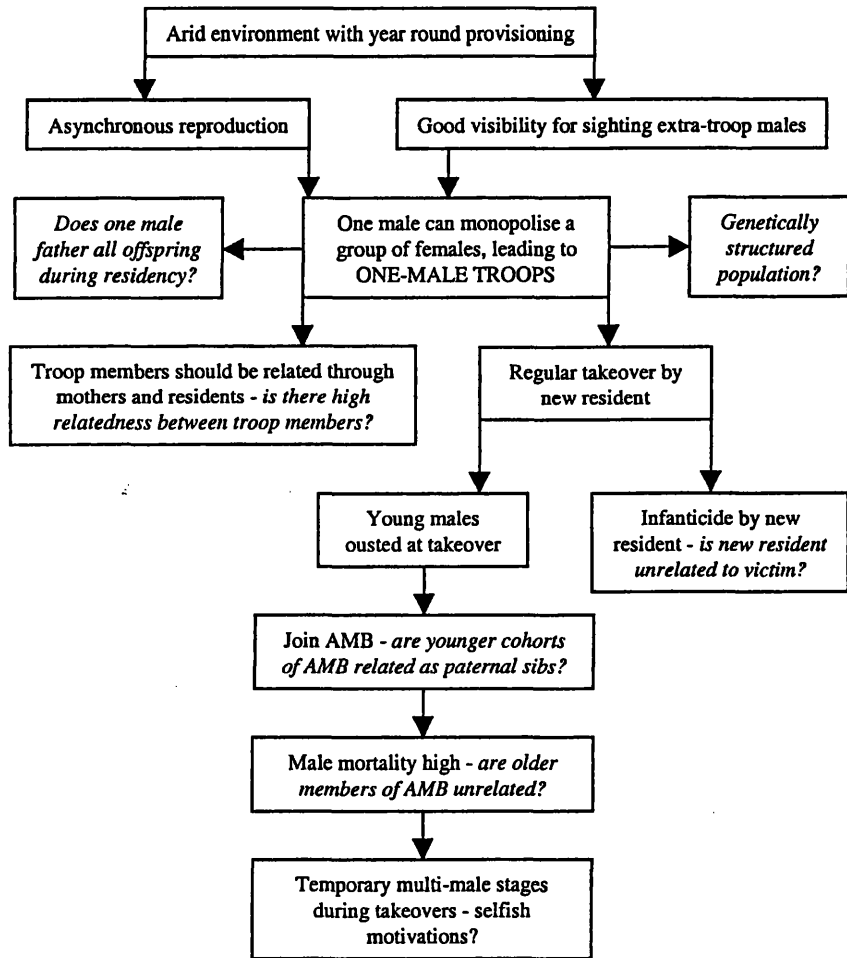 Arid environment with year round provisioning
Asynchronous reproduction
Good visibility for sighting extra-troop males
Does one male
father all offspring
during residency?
One male can monopolise a
group of females, leading to
ONE-MALE TROOPS
Genetically
structured
population?
Troop members should be related through
mothers and residents - is there high
relatedness between troop members?
Regular takeover by
new resident
Young males
ousted at takeover
Infanticide by new
resident - is new resident
unrelated to victim?
Join AMB - are younger cohorts
of AMB related as paternal sibs?
Male mortality high - are older
members of AMB unrelated?
Temporary multi-male stages
during takeovers - selfish
motivations?